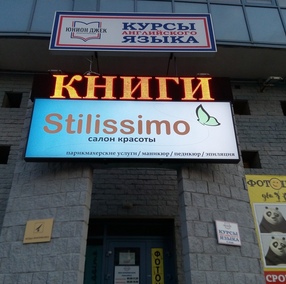 ЮНИОН ДЖЕК
КУРСЫ
АНГЛИЙСКОГО
ЯЗЫКА
КНИГИ
Stilissimo
салон красоты
парикмахерские услуги / маникюр / педикюр / эпиляция
КУРСЫ
ЯЗЫКА
ФОТО